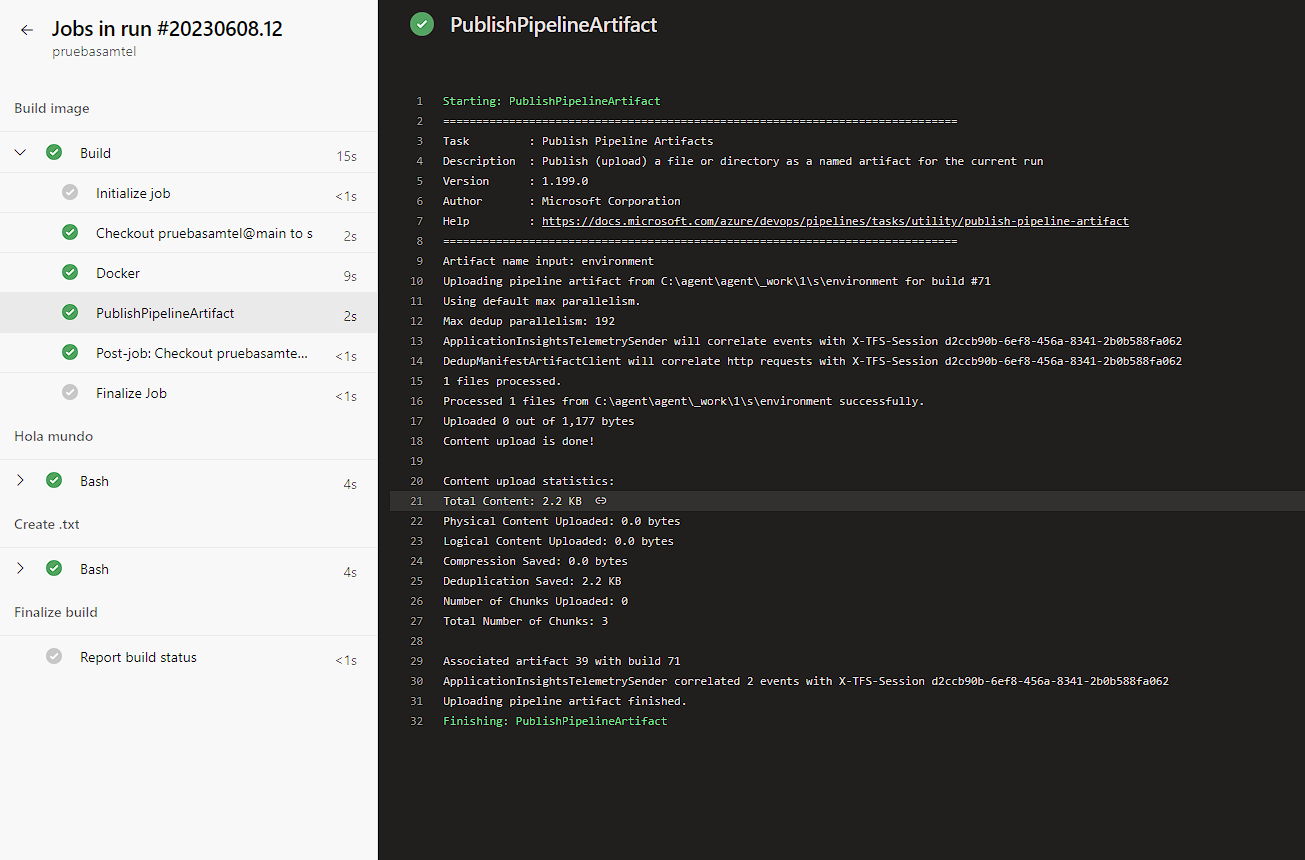 Jobs in run #20230608.12
pruebasamtel
Build image
Build 15s
Initialize job <1s
Checkout pruebasamtel@main to s 2s
Docker 9s
PublishPipelineArtifact 2s
Post-job: Checkout pruebasamte... <1s
Finalize Job <1s
Hola mundo
Bash 4s
Create .txt
Bash 4s
Finalize build
Report build status <1s
PublishPipelineArtifact
1 Starting: PublishPipelineArtifact
2 ==============================================================================
3 Task : Publish Pipeline Artifacts
4 Description : Publish (upload) a file or directory as a named artifact for the current run
5 Version : 1.199.0
6 Author : Microsoft Corporation
7 Help : https://docs.microsoft.com/azure/devops/pipelines/tasks/utility/publish-pipeline-artifact
8 ==============================================================================
9 Artifact name input: environment
10 Uploading pipeline artifact from C:\agent\agent\_work\1\s\environment for build #71
11 Using default max parallelism.
12 Max dedup parallelism: 192
13 ApplicationInsightsTelemetrySender will correlate events with X-TFS-Session d2ccb90b-6ef8-456a-8341-2b0b588fa062
14 DedupManifestArtifactClient will correlate http requests with X-TFS-Session d2ccb90b-6ef8-456a-8341-2b0b588fa062
15 1 files processed.
16 Processed 1 files from C:\agent\agent\_work\1\s\environment successfully.
17 Uploaded 0 out of 1,177 bytes
18 Content upload is done!
19
20 Content upload statistics:
21 Total Content: 2.2 KB
22 Physical Content Uploaded: 0.0 bytes
23 Logical Content Uploaded: 0.0 bytes
24 Compression Saved: 0.0 bytes
25 Deduplication Saved: 2.2 KB
26 Number of Chunks Uploaded: 0
27 Total Number of Chunks: 3
28
29 Associated artifact 39 with build 71
30 ApplicationInsightsTelemetrySender correlated 2 events with X-TFS-Session d2ccb90b-6ef8-456a-8341-2b0b588fa062
31 Uploading pipeline artifact finished.
32 Finishing: PublishPipelineArtifact